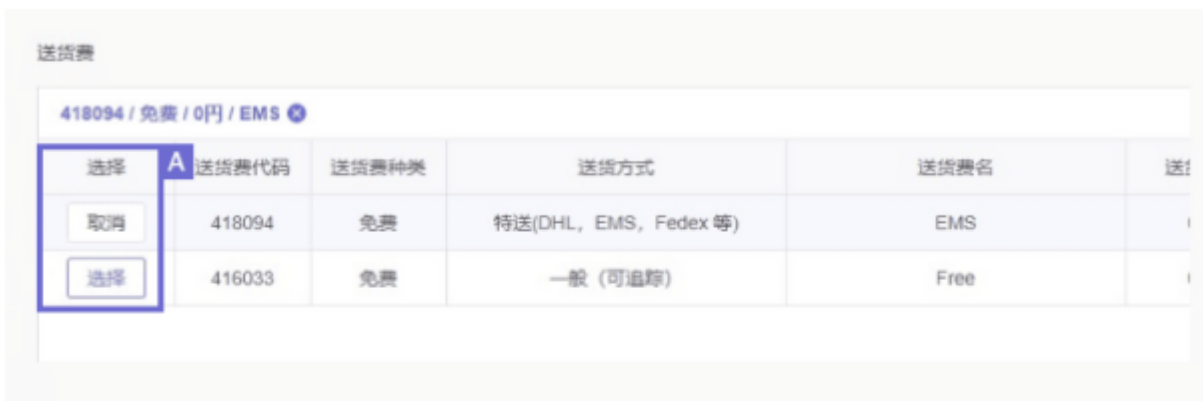 送货费
418094 / 免费 / 0円 / EMS
选择 A 送货费代码 送货费种类 送货方式 送货费名
取消 418094 免费 特送(DHL, EMS, Fedex 等) EMS
选择 416033 免费 一般 (可追踪) Free